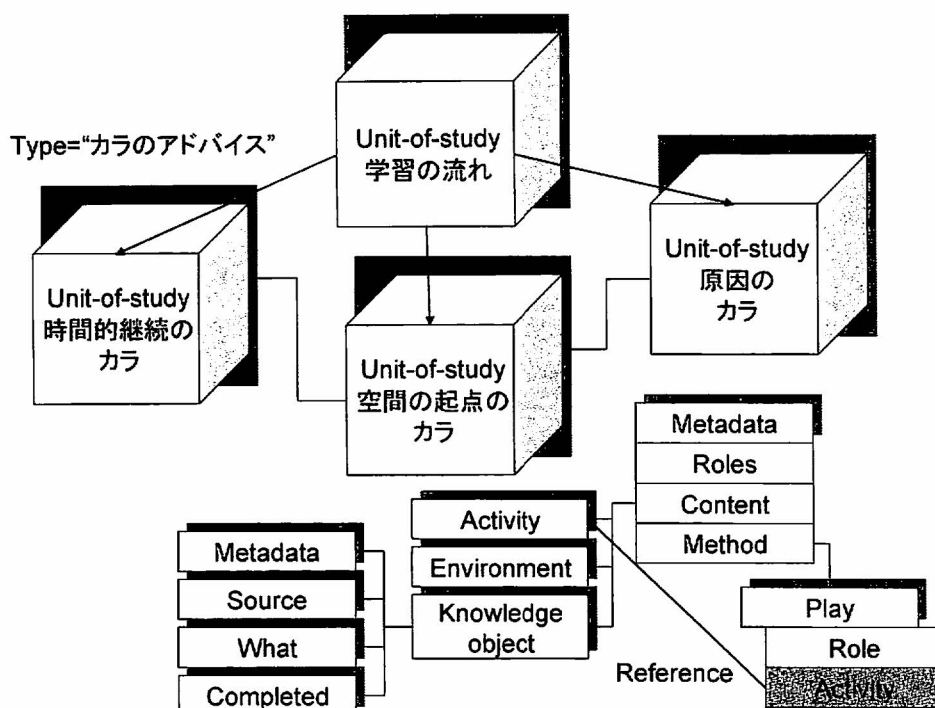 Unit-of-study
学習の流れ
Type="カラのアドバイス"
Unit-of-study
時間的継続の
カラ
Unit-of-study
空間の起点の
カラ
Unit-of-study
原因の
カラ
Metadata
Roles
Content
Method
Activity
Environment
Knowledge
object
Metadata
Source
What
Completed
Play
Role
Activity
Reference